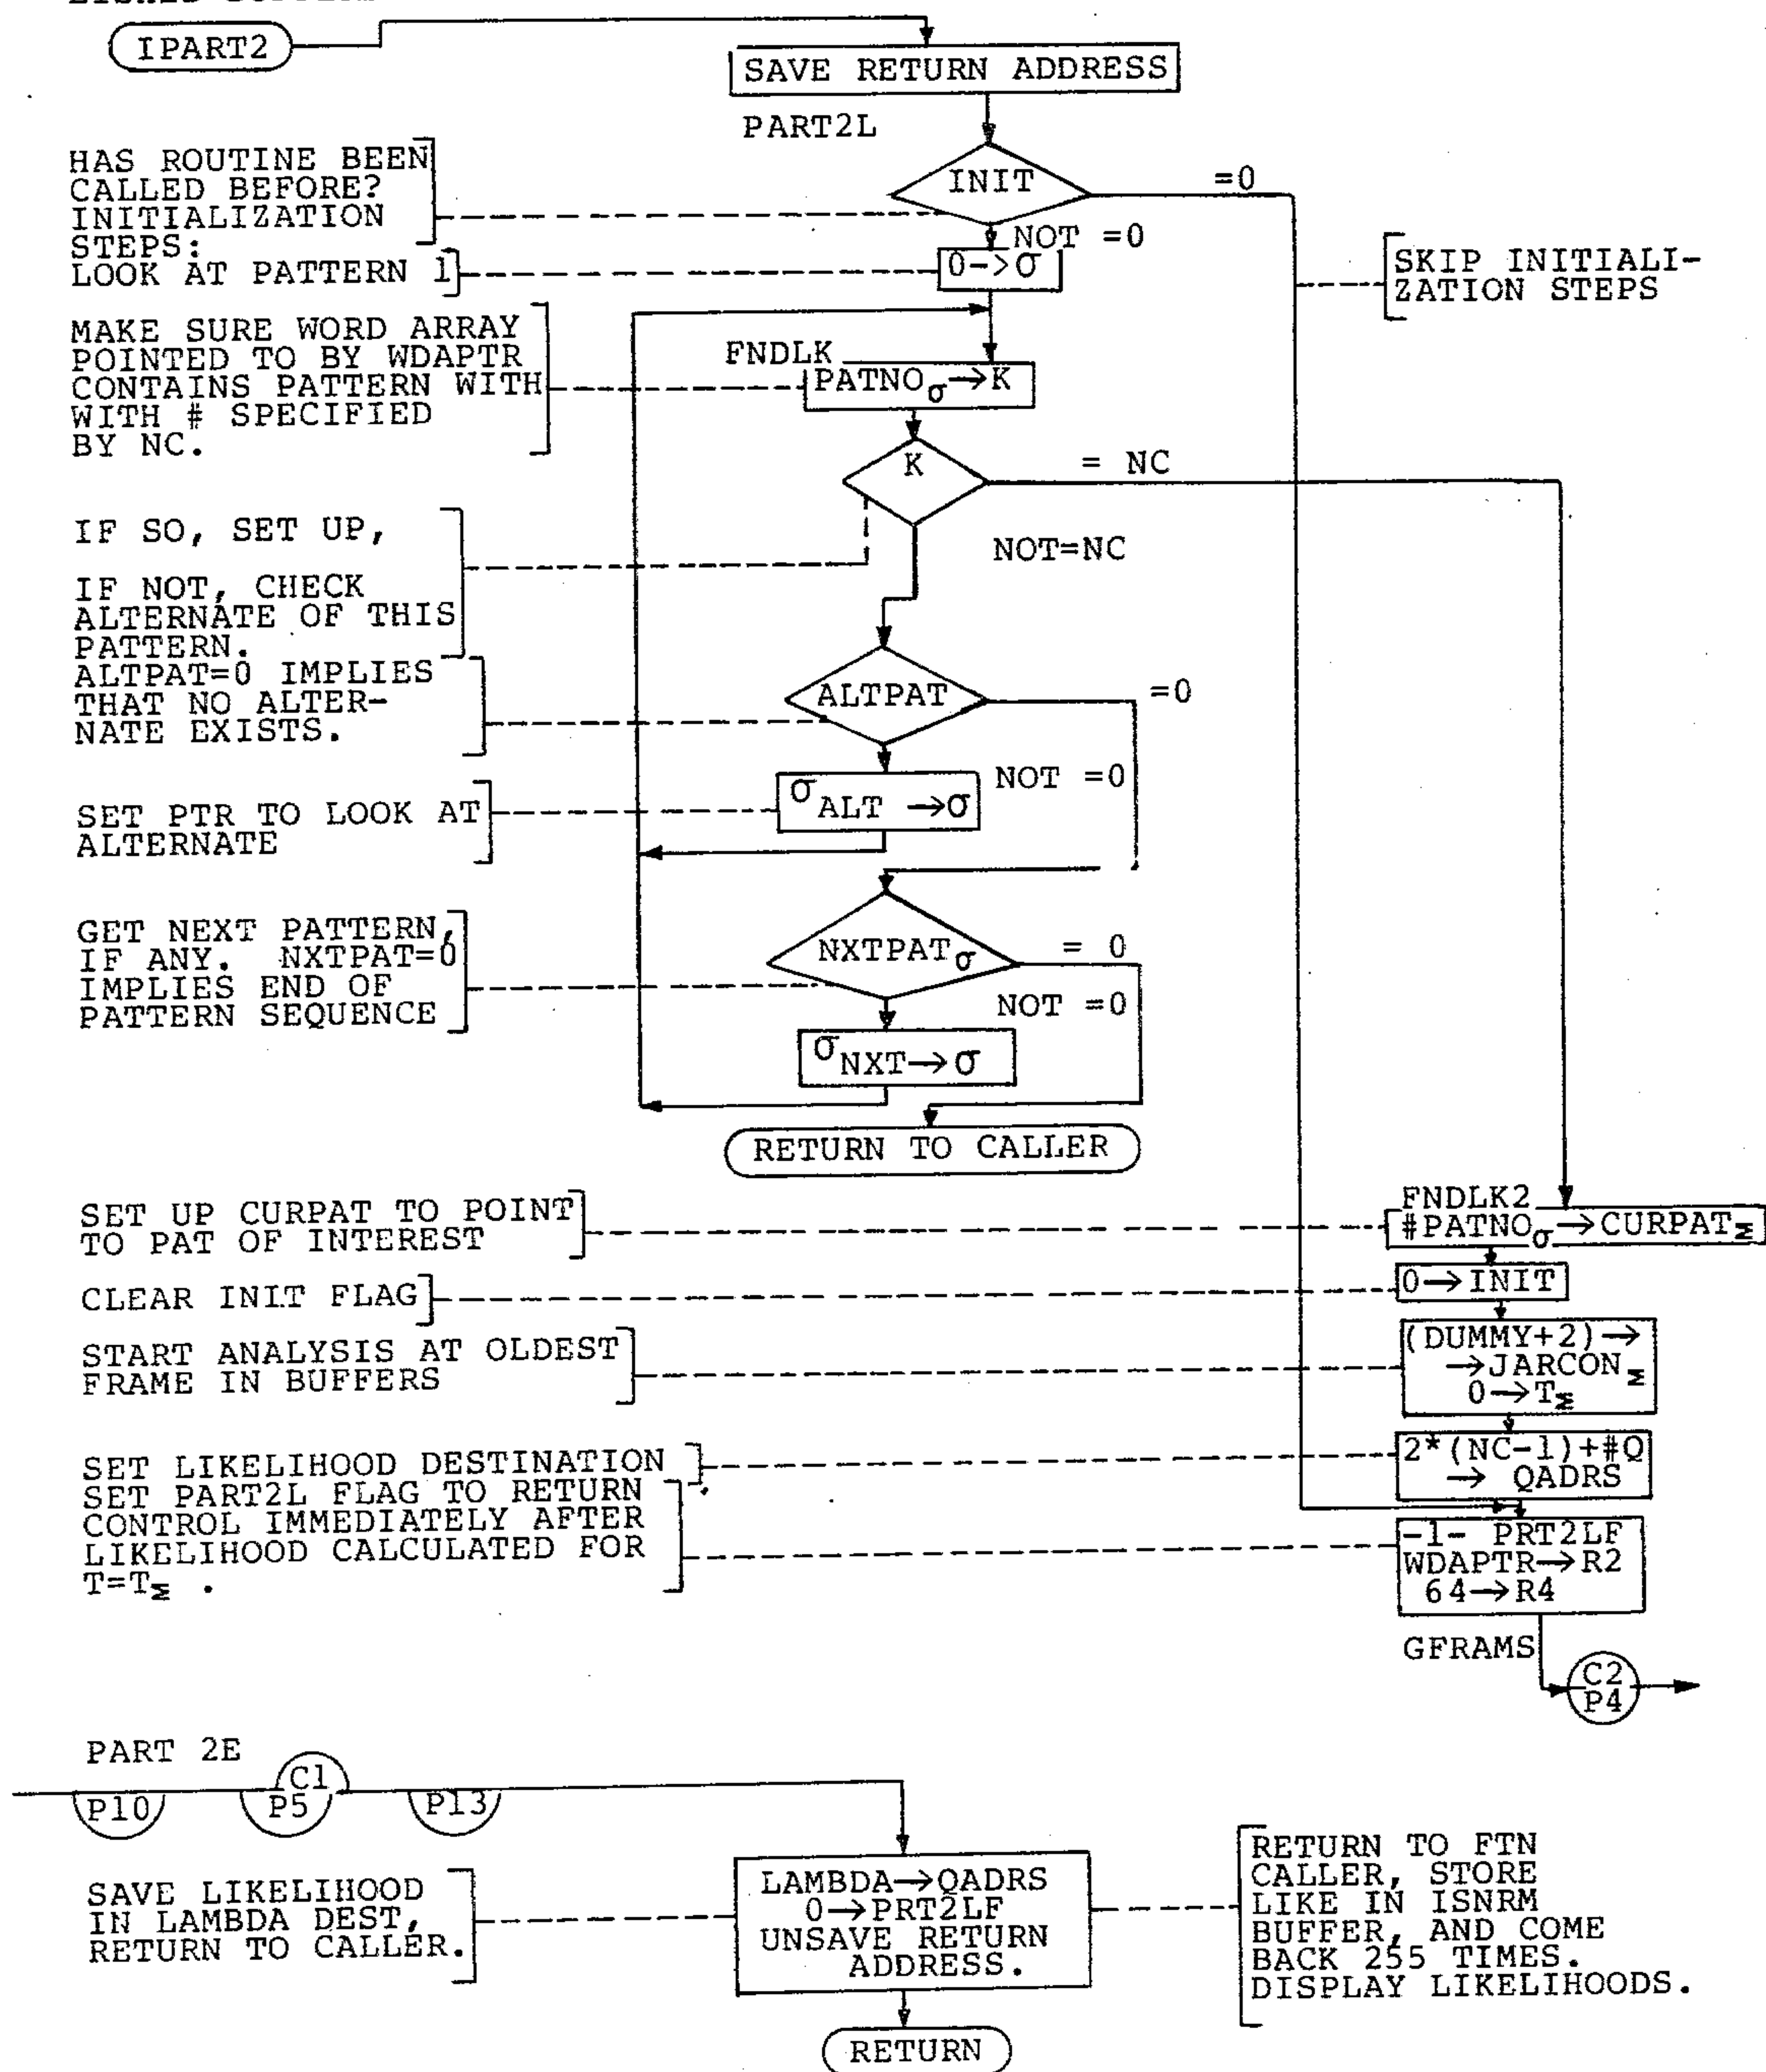 IPART2
SAVE RETURN ADDRESS
PART2L
HAS ROUTINE BEEN
CALLED BEFORE?
INITIALIZATION
STEPS:
LOOK AT PATTERN 1
INIT
=0
NOT =0
0->σ
SKIP INITIALI-
ZATION STEPS
MAKE SURE WORD ARRAY
POINTED TO BY WDAPTR
CONTAINS PATTERN WITH
WITH # SPECIFIED
BY NC.
FNDLK
PATNOσ→K
K
= NC
NOT=NC
IF SO, SET UP,
IF NOT, CHECK
ALTERNATE OF THIS
PATTERN.
ALTPAT=0 IMPLIES
THAT NO ALTER-
NATE EXISTS.
ALTPAT
=0
NOT =0
SET PTR TO LOOK AT
ALTERNATE
σALT →σ
GET NEXT PATTERN,
IF ANY. NXTPAT=0
IMPLIES END OF
PATTERN SEQUENCE
NXTPATσ
= 0
NOT =0
σNXT→σ
RETURN TO CALLER
SET UP CURPAT TO POINT
TO PAT OF INTEREST
FNDLK2
#PATNOσ→CURPATΣ
CLEAR INIT FLAG
0→INIT
START ANALYSIS AT OLDEST
FRAME IN BUFFERS
(DUMMY+2)→
→JARCONΣ
0→TΣ
SET LIKELIHOOD DESTINATION
2*(NC-1)+#Q
→ QADRS
SET PART2L FLAG TO RETURN
CONTROL IMMEDIATELY AFTER
LIKELIHOOD CALCULATED FOR
T=TΣ .
-1- PRT2LF
WDAPTR→R2
64→R4
GFRAMS
C2
P4
PART 2E
P10
C1
P5
P13
SAVE LIKELIHOOD
IN LAMBDA DEST,
RETURN TO CALLER.
LAMBDA→QADRS
0→PRT2LF
UNSAVE RETURN
ADDRESS.
RETURN TO FTN
CALLER, STORE
LIKE IN ISNRM
BUFFER, AND COME
BACK 255 TIMES.
DISPLAY LIKELIHOODS.
RETURN